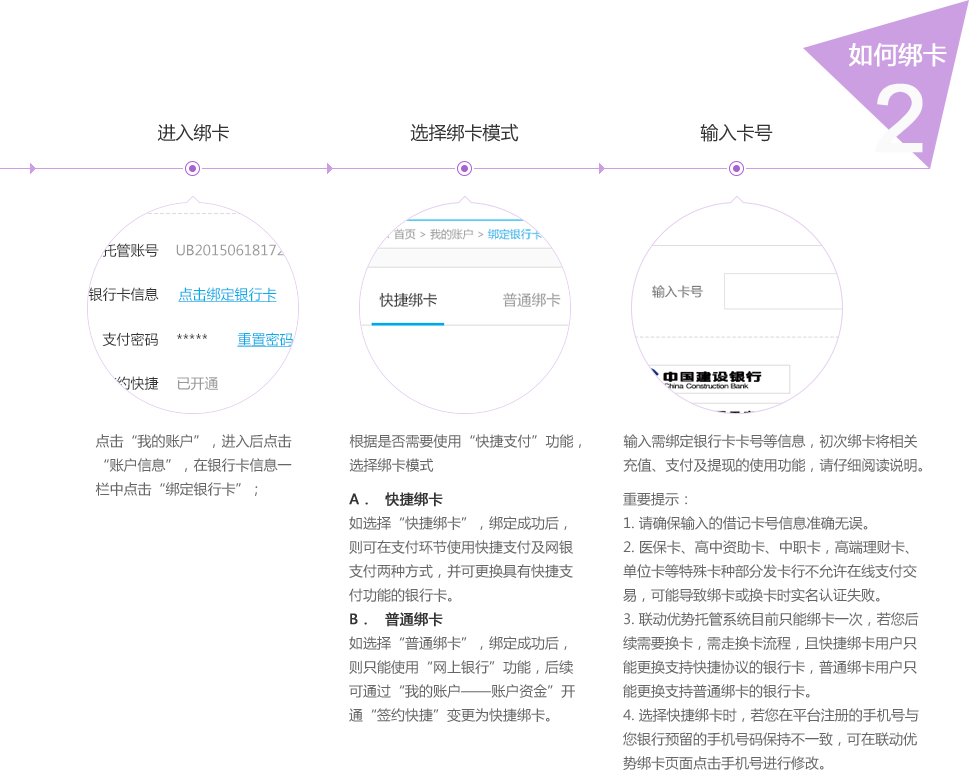 如何绑卡
2
进入绑卡
选择绑卡模式
输入卡号
托管账号 UB20150618172
银行卡信息 点击绑定银行卡
支付密码 ***** 重置密码
约快捷 已开通
首页 > 我的账户 > 绑定银行卡
快捷绑卡 普通绑卡
输入卡号
中国建设银行
China Construction Bank
点击“我的账户”，进入后点击
“账户信息”，在银行卡信息一
栏中点击“绑定银行卡”；
根据是否需要使用“快捷支付”功能，
选择绑卡模式
A． 快捷绑卡
如选择“快捷绑卡”，绑定成功后，
则可在支付环节使用快捷支付及网银
支付两种方式，并可更换具有快捷支
付功能的银行卡。
B． 普通绑卡
如选择“普通绑卡”，绑定成功后，
则只能使用“网上银行”功能，后续
可通过“我的账户——账户资金”开
通“签约快捷”变更为快捷绑卡。
输入需绑定银行卡卡号等信息，初次绑卡将相关
充值、支付及提现的使用功能，请仔细阅读说明。
重要提示：
1. 请确保输入的借记卡号信息准确无误。
2. 医保卡、高中资助卡、中职卡，高端理财卡、
单位卡等特殊卡种部分发卡行不允许在线支付交
易，可能导致绑卡或换卡时实名认证失败。
3. 联动优势托管系统目前只能绑卡一次，若您后
续需要换卡，需走换卡流程，且快捷绑卡用户只
能更换支持快捷协议的银行卡，普通绑卡用户只
能更换支持普通绑卡的银行卡。
4. 选择快捷绑卡时，若您在平台注册的手机号与
您银行预留的手机号码保持不一致，可在联动优
势绑卡页面点击手机号进行修改。